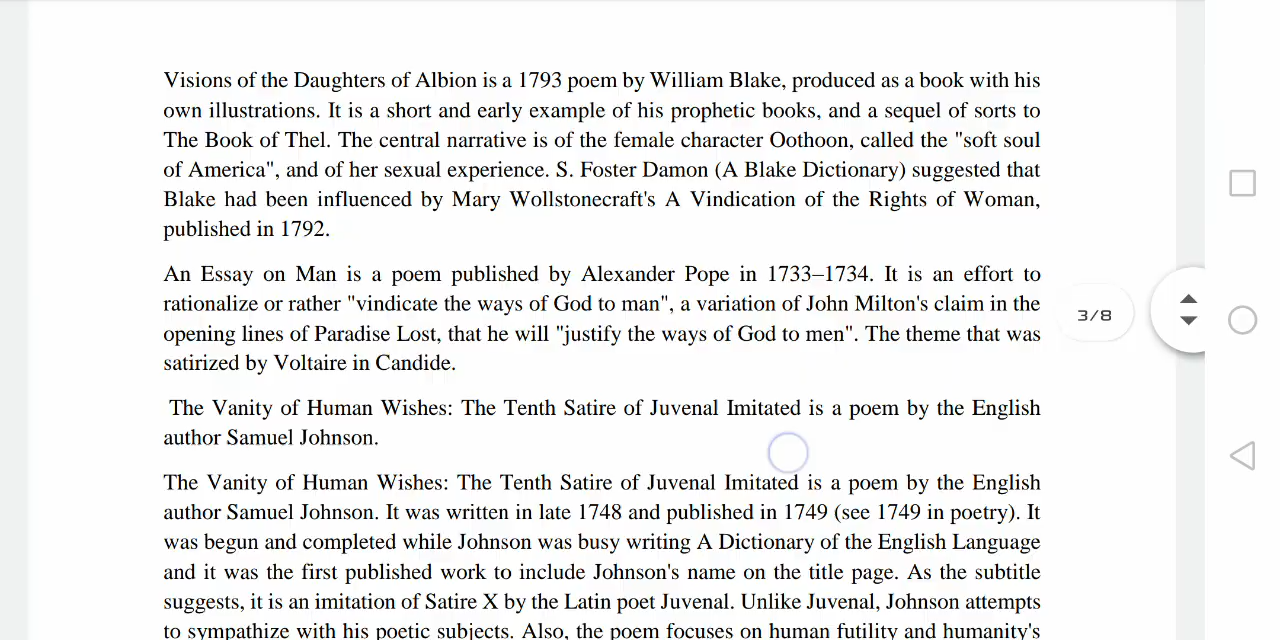 Visions of the Daughters of Albion is a 1793 poem by William Blake, produced as a book with his
own illustrations. It is a short and early example of his prophetic books, and a sequel of sorts to
The Book of Thel. The central narrative is of the female character Oothoon, called the "soft soul
of America", and of her sexual experience. S. Foster Damon (A Blake Dictionary) suggested that
Blake had been influenced by Mary Wollstonecraft's A Vindication of the Rights of Woman,
published in 1792.
An Essay on Man is a poem published by Alexander Pope in 1733–1734. It is an effort to
rationalize or rather "vindicate the ways of God to man", a variation of John Milton's claim in the
opening lines of Paradise Lost, that he will "justify the ways of God to men". The theme that was
satirized by Voltaire in Candide.
The Vanity of Human Wishes: The Tenth Satire of Juvenal Imitated is a poem by the English
author Samuel Johnson.
The Vanity of Human Wishes: The Tenth Satire of Juvenal Imitated is a poem by the English
author Samuel Johnson. It was written in late 1748 and published in 1749 (see 1749 in poetry). It
was begun and completed while Johnson was busy writing A Dictionary of the English Language
and it was the first published work to include Johnson's name on the title page. As the subtitle
suggests, it is an imitation of Satire X by the Latin poet Juvenal. Unlike Juvenal, Johnson attempts
to sympathize with his poetic subjects. Also, the poem focuses on human futility and humanity's
3/8